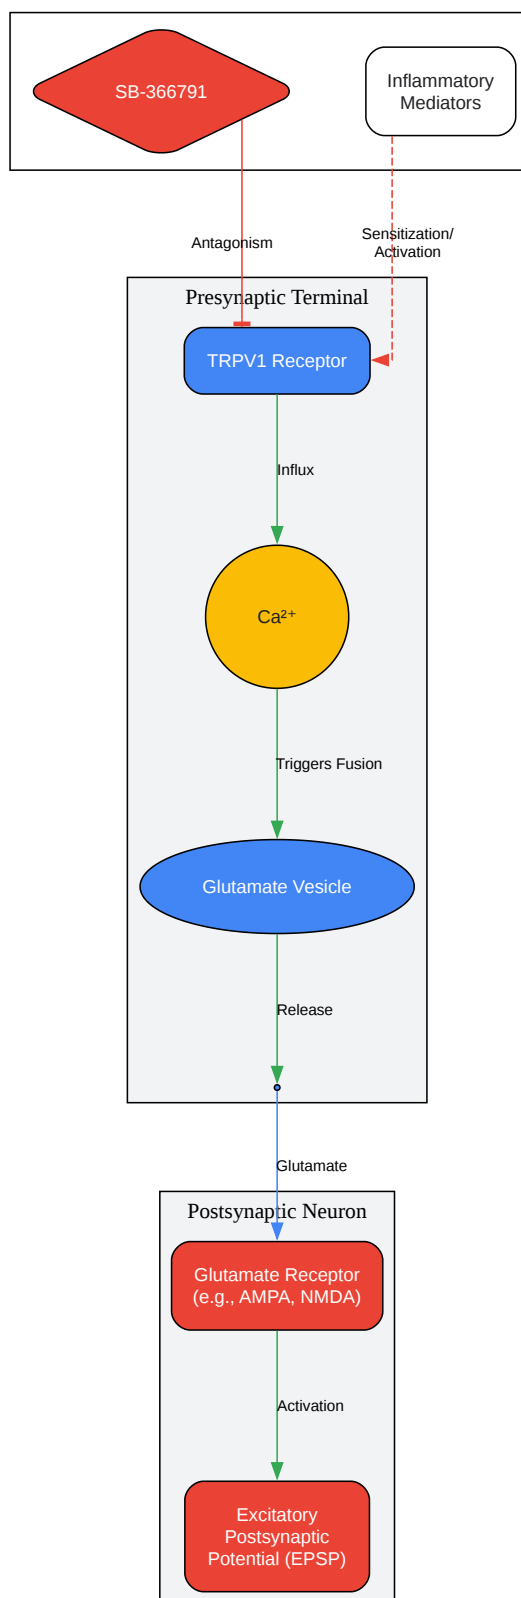 SB-366791
Inflammatory
Mediators
Antagonism
Sensitization/
Activation
Presynaptic Terminal
TRPV1 Receptor
Influx
Ca²⁺
Triggers Fusion
Glutamate Vesicle
Release
Glutamate
Postsynaptic Neuron
Glutamate Receptor
(e.g., AMPA, NMDA)
Activation
Excitatory
Postsynaptic
Potential (EPSP)